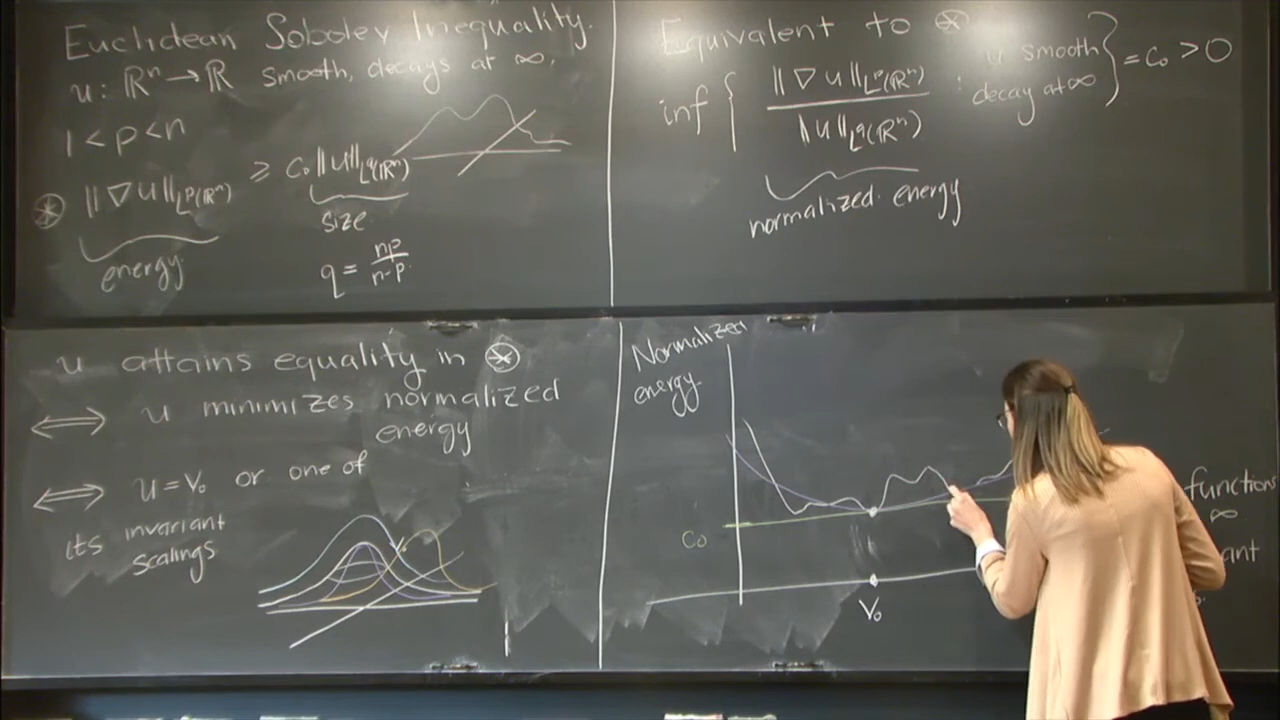 Euclidean Sobolev Inequality.
u: ℝⁿ → ℝ smooth, decays at ∞.
1 < p < n
⊛ ‖∇u‖_{L^p(ℝⁿ)} ≥ C₀‖u‖_{L^q(ℝⁿ)}
energy
size
q = np/n-p.
Equivalent to ⊛
inf { ‖∇u‖_{L^p(ℝⁿ)} / ‖u‖_{L^q(ℝⁿ)} : u smooth decay at ∞ } = C₀ > 0
normalized energy
u attains equality in ⊛
⟺ u minimizes normalized
energy
⟺ u = V₀ or one of
its invariant
scalings
Normalized
energy.
C₀
V₀
functions
∞